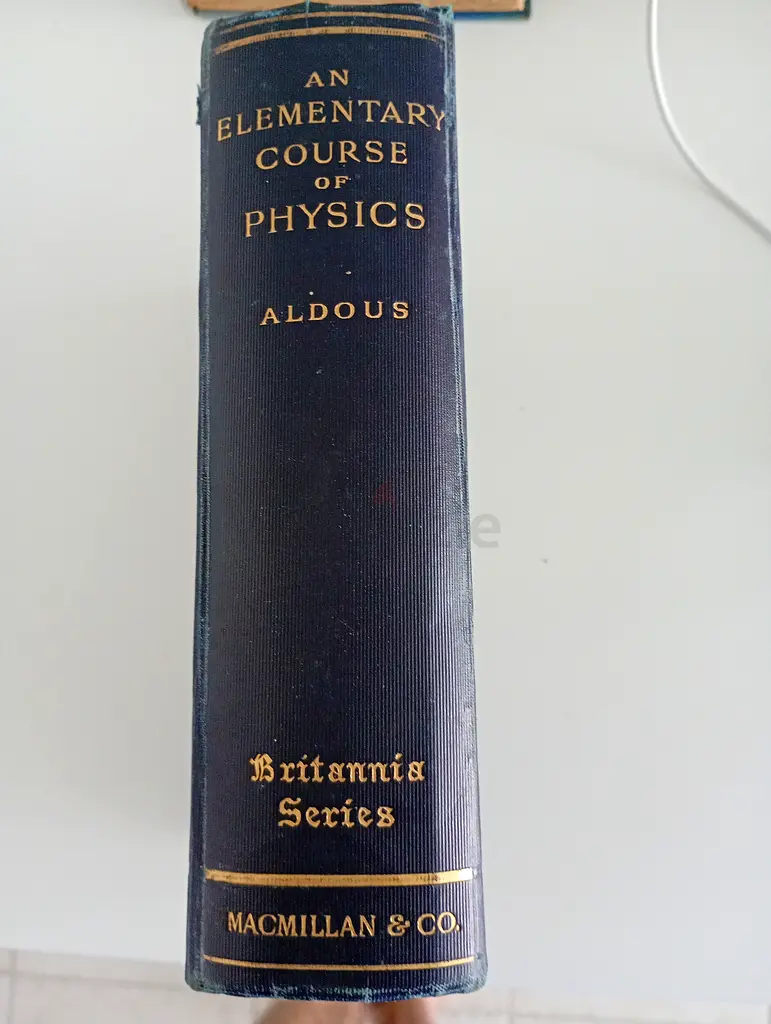 AN
ELEMENTARY
COURSE
OF
PHYSICS
ALDOUS
Britannia
Series
MACMILLAN & CO.